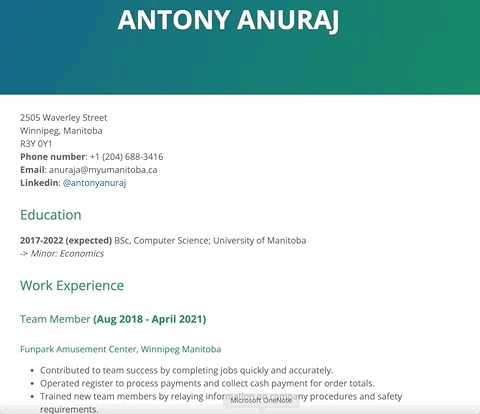 ANTONY ANURAJ
2505 Waverley Street
Winnipeg, Manitoba
R3Y 0Y1
Phone number: +1 (204) 688-3416
Email: anuraja@myumanitoba.ca
Linkedin: @antonyanuraj
Education
2017-2022 (expected) BSc, Computer Science; University of Manitoba
-> Minor: Economics
Work Experience
Team Member (Aug 2018 - April 2021)
Funpark Amusement Center, Winnipeg Manitoba
• Contributed to team success by completing jobs quickly and accurately.
• Operated register to process payments and collect cash payment for order totals.
• Trained new team members by relaying information on company procedures and safety
requirements.
Microsoft OneNote